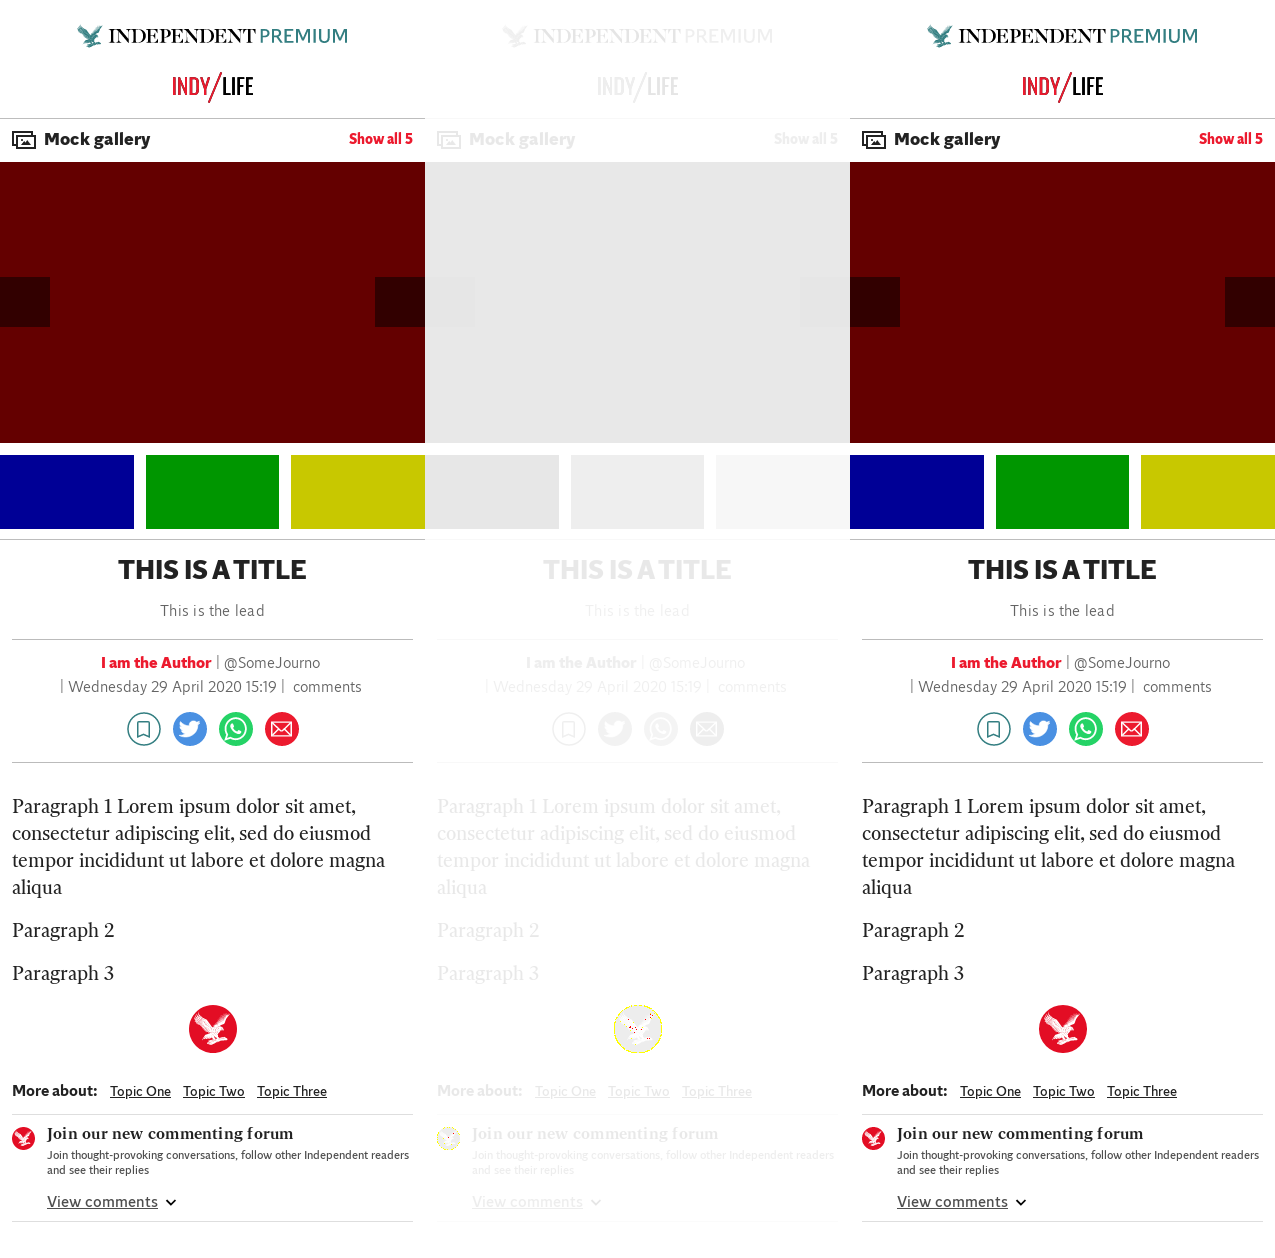 INDEPENDENT PREMIUM
INDY/LIFE
Mock gallery Show all 5
THIS IS A TITLE
This is the lead
I am the Author | @SomeJourno
| Wednesday 29 April 2020 15:19 | comments
Paragraph 1 Lorem ipsum dolor sit amet,
consectetur adipiscing elit, sed do eiusmod
tempor incididunt ut labore et dolore magna
aliqua
Paragraph 2
Paragraph 3
More about: Topic One Topic Two Topic Three
Join our new commenting forum
Join thought-provoking conversations, follow other Independent readers
and see their replies
View comments
INDEPENDENT PREMIUM
INDY/LIFE
Mock gallery Show all 5
THIS IS A TITLE
This is the lead
I am the Author | @SomeJourno
| Wednesday 29 April 2020 15:19 | comments
Paragraph 1 Lorem ipsum dolor sit amet,
consectetur adipiscing elit, sed do eiusmod
tempor incididunt ut labore et dolore magna
aliqua
Paragraph 2
Paragraph 3
More about: Topic One Topic Two Topic Three
Join our new commenting forum
Join thought-provoking conversations, follow other Independent readers
and see their replies
View comments
INDEPENDENT PREMIUM
INDY/LIFE
Mock gallery Show all 5
THIS IS A TITLE
This is the lead
I am the Author | @SomeJourno
| Wednesday 29 April 2020 15:19 | comments
Paragraph 1 Lorem ipsum dolor sit amet,
consectetur adipiscing elit, sed do eiusmod
tempor incididunt ut labore et dolore magna
aliqua
Paragraph 2
Paragraph 3
More about: Topic One Topic Two Topic Three
Join our new commenting forum
Join thought-provoking conversations, follow other Independent readers
and see their replies
View comments